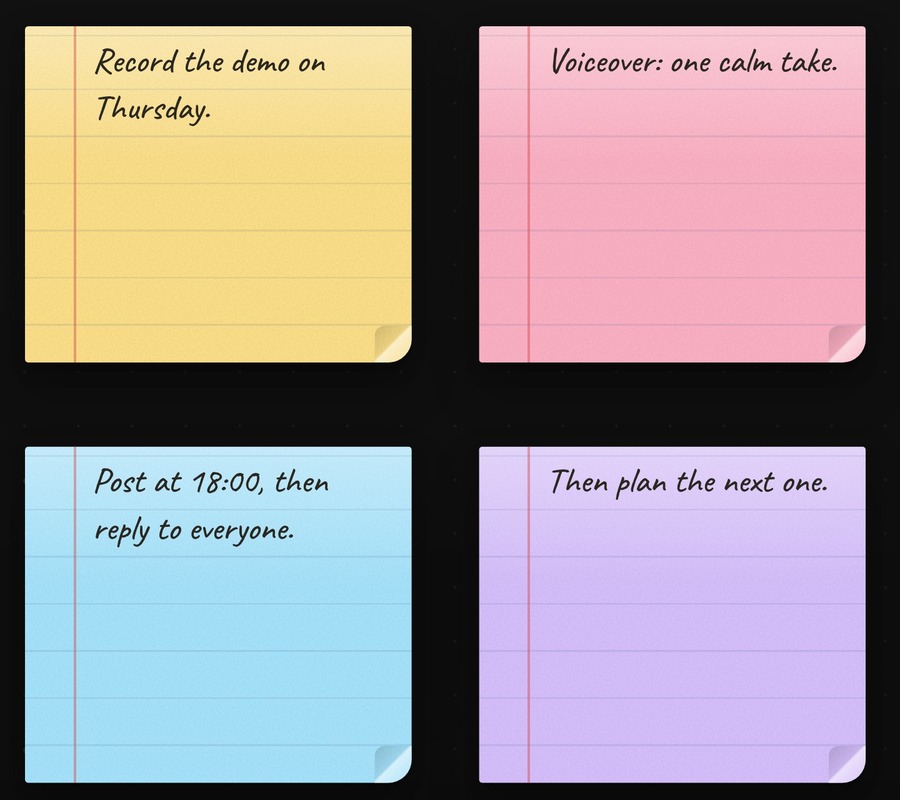 Record the demo on
Thursday.
Voiceover: one calm take.
Post at 18:00, then
reply to everyone.
Then plan the next one.